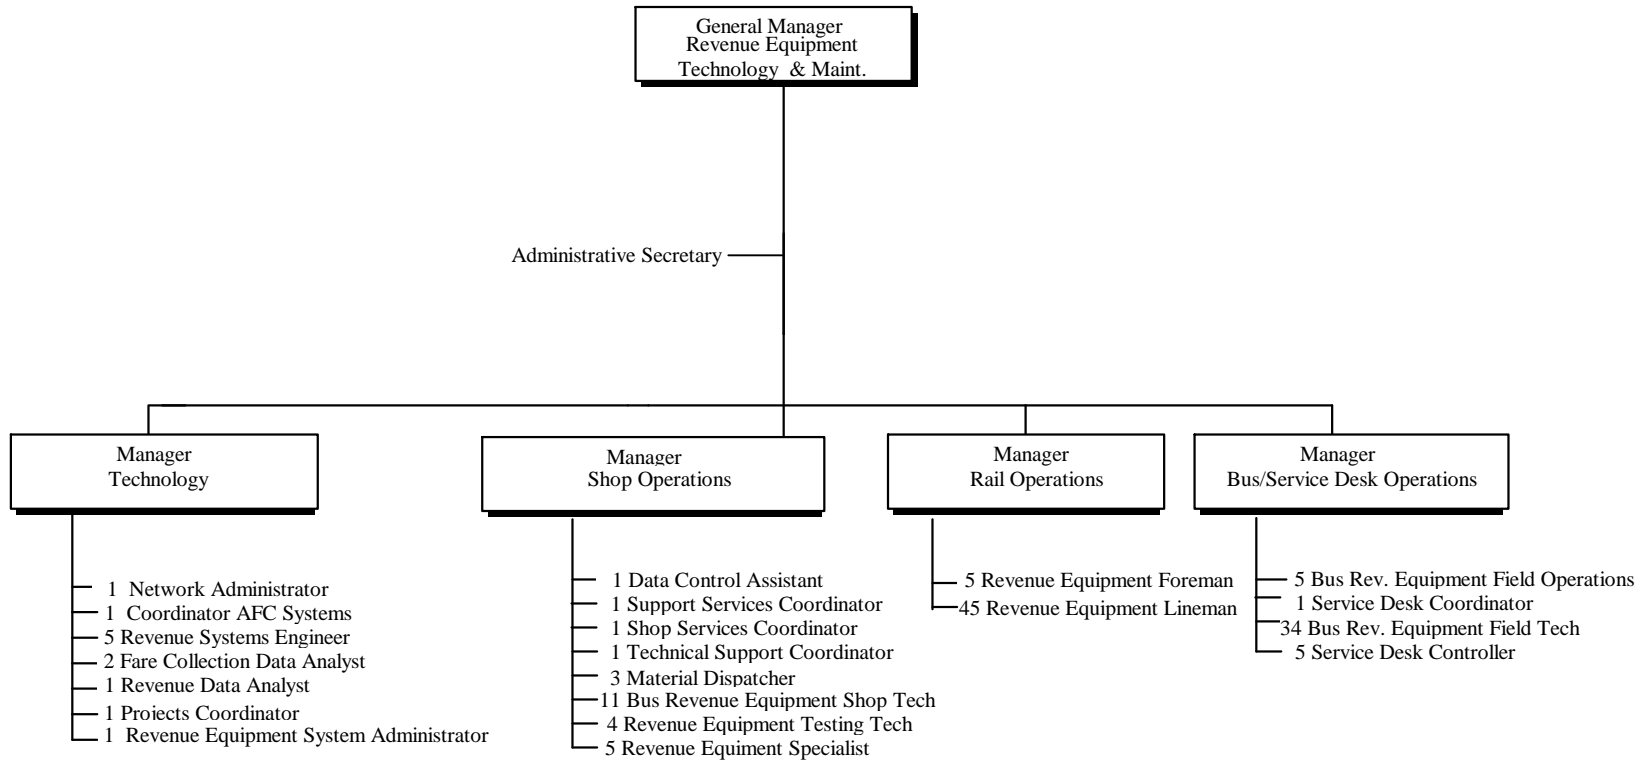 General Manager
Revenue Equipment
Technology & Maint.
Administrative Secretary
Manager
Technology
1 Network Administrator
1 Coordinator AFC Systems
5 Revenue Systems Engineer
2 Fare Collection Data Analyst
1 Revenue Data Analyst
1 Projects Coordinator
1 Revenue Equipment System Administrator
Manager
Shop Operations
1 Data Control Assistant
1 Support Services Coordinator
1 Shop Services Coordinator
1 Technical Support Coordinator
3 Material Dispatcher
11 Bus Revenue Equipment Shop Tech
4 Revenue Equipment Testing Tech
5 Revenue Equiment Specialist
Manager
Rail Operations
5 Revenue Equipment Foreman
45 Revenue Equipment Lineman
Manager
Bus/Service Desk Operations
5 Bus Rev. Equipment Field Operations
1 Service Desk Coordinator
34 Bus Rev. Equipment Field Tech
5 Service Desk Controller